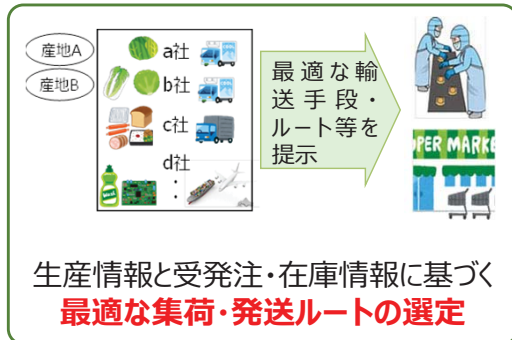 産地A
産地B
a社
b社
c社
d社
:
最適な輸
送手段・
ルート等を
提示
UPER MARKE
生産情報と受発注・在庫情報に基づく
最適な集荷・発送ルートの選定